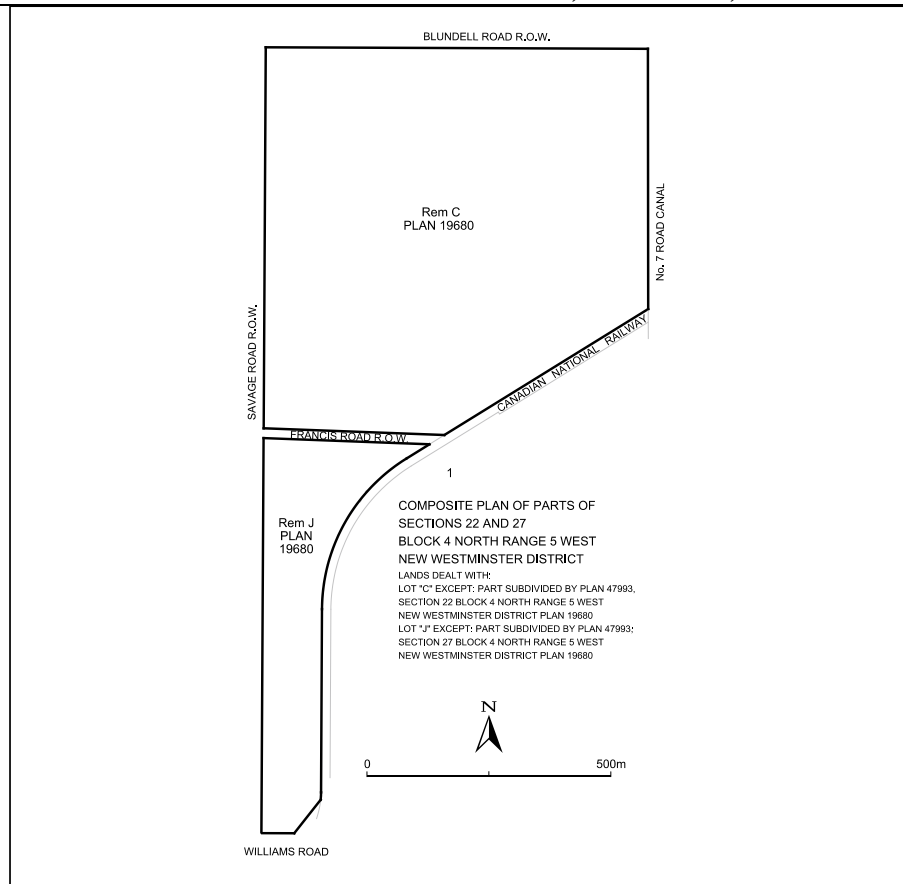 BLUNDELL ROAD R.O.W.
Rem C
PLAN 19680
No. 7 ROAD CANAL
SAVAGE ROAD R.O.W.
CANADIAN NATIONAL RAILWAY
FRANCIS ROAD R.O.W.
1
Rem J
PLAN
19680
COMPOSITE PLAN OF PARTS OF
SECTIONS 22 AND 27
BLOCK 4 NORTH RANGE 5 WEST
NEW WESTMINSTER DISTRICT
LANDS DEALT WITH:
LOT "C" EXCEPT: PART SUBDIVIDED BY PLAN 47993,
SECTION 22 BLOCK 4 NORTH RANGE 5 WEST
NEW WESTMINSTER DISTRICT PLAN 19680
LOT "J" EXCEPT: PART SUBDIVIDED BY PLAN 47993;
SECTION 27 BLOCK 4 NORTH RANGE 5 WEST
NEW WESTMINSTER DISTRICT PLAN 19680
N
0 500m
WILLIAMS ROAD